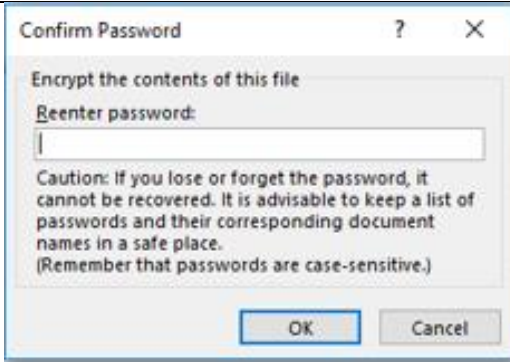 Confirm Password ? ×
Encrypt the contents of this file
Reenter password:
Caution: If you lose or forget the password, it
cannot be recovered. It is advisable to keep a list of
passwords and their corresponding document
names in a safe place.
(Remember that passwords are case-sensitive.)
OK Cancel